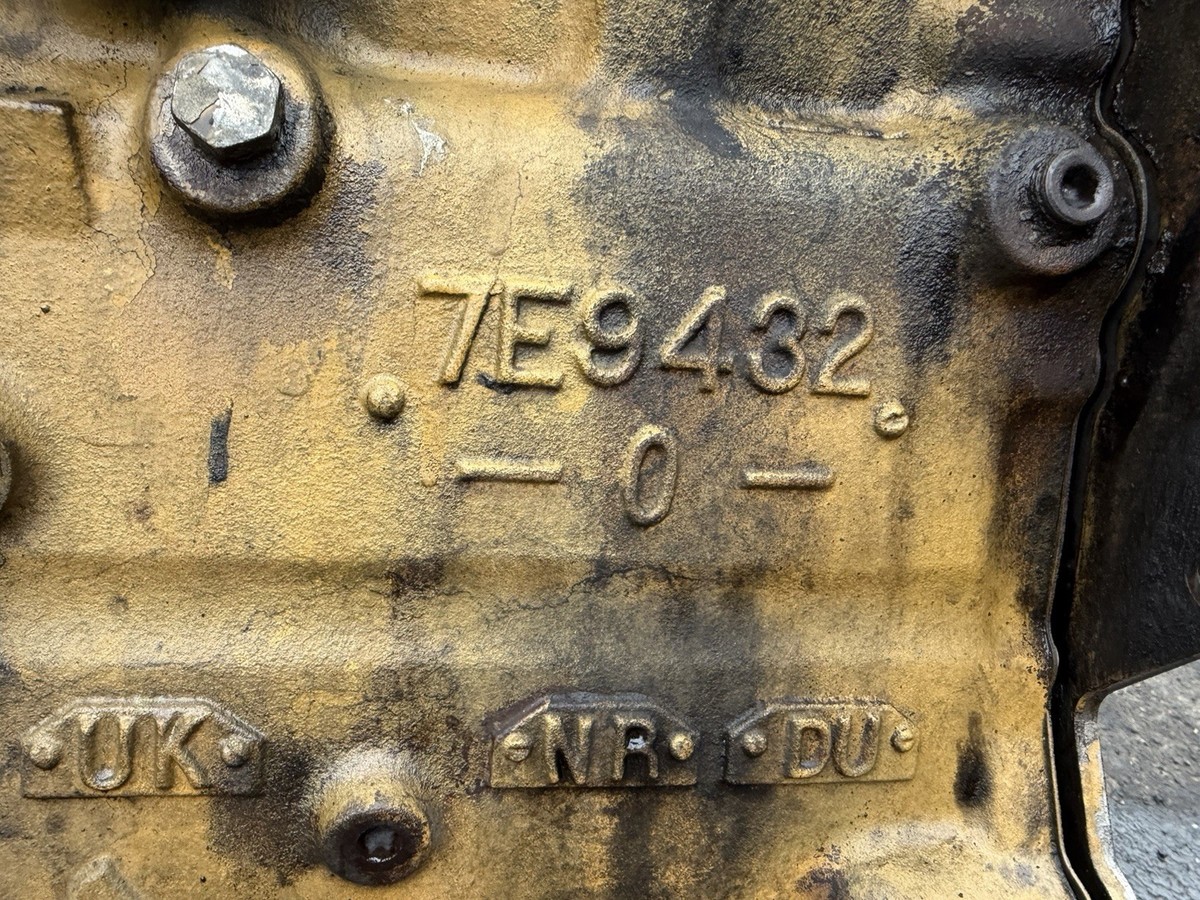 7E9432
— 0 —
UK NR DU